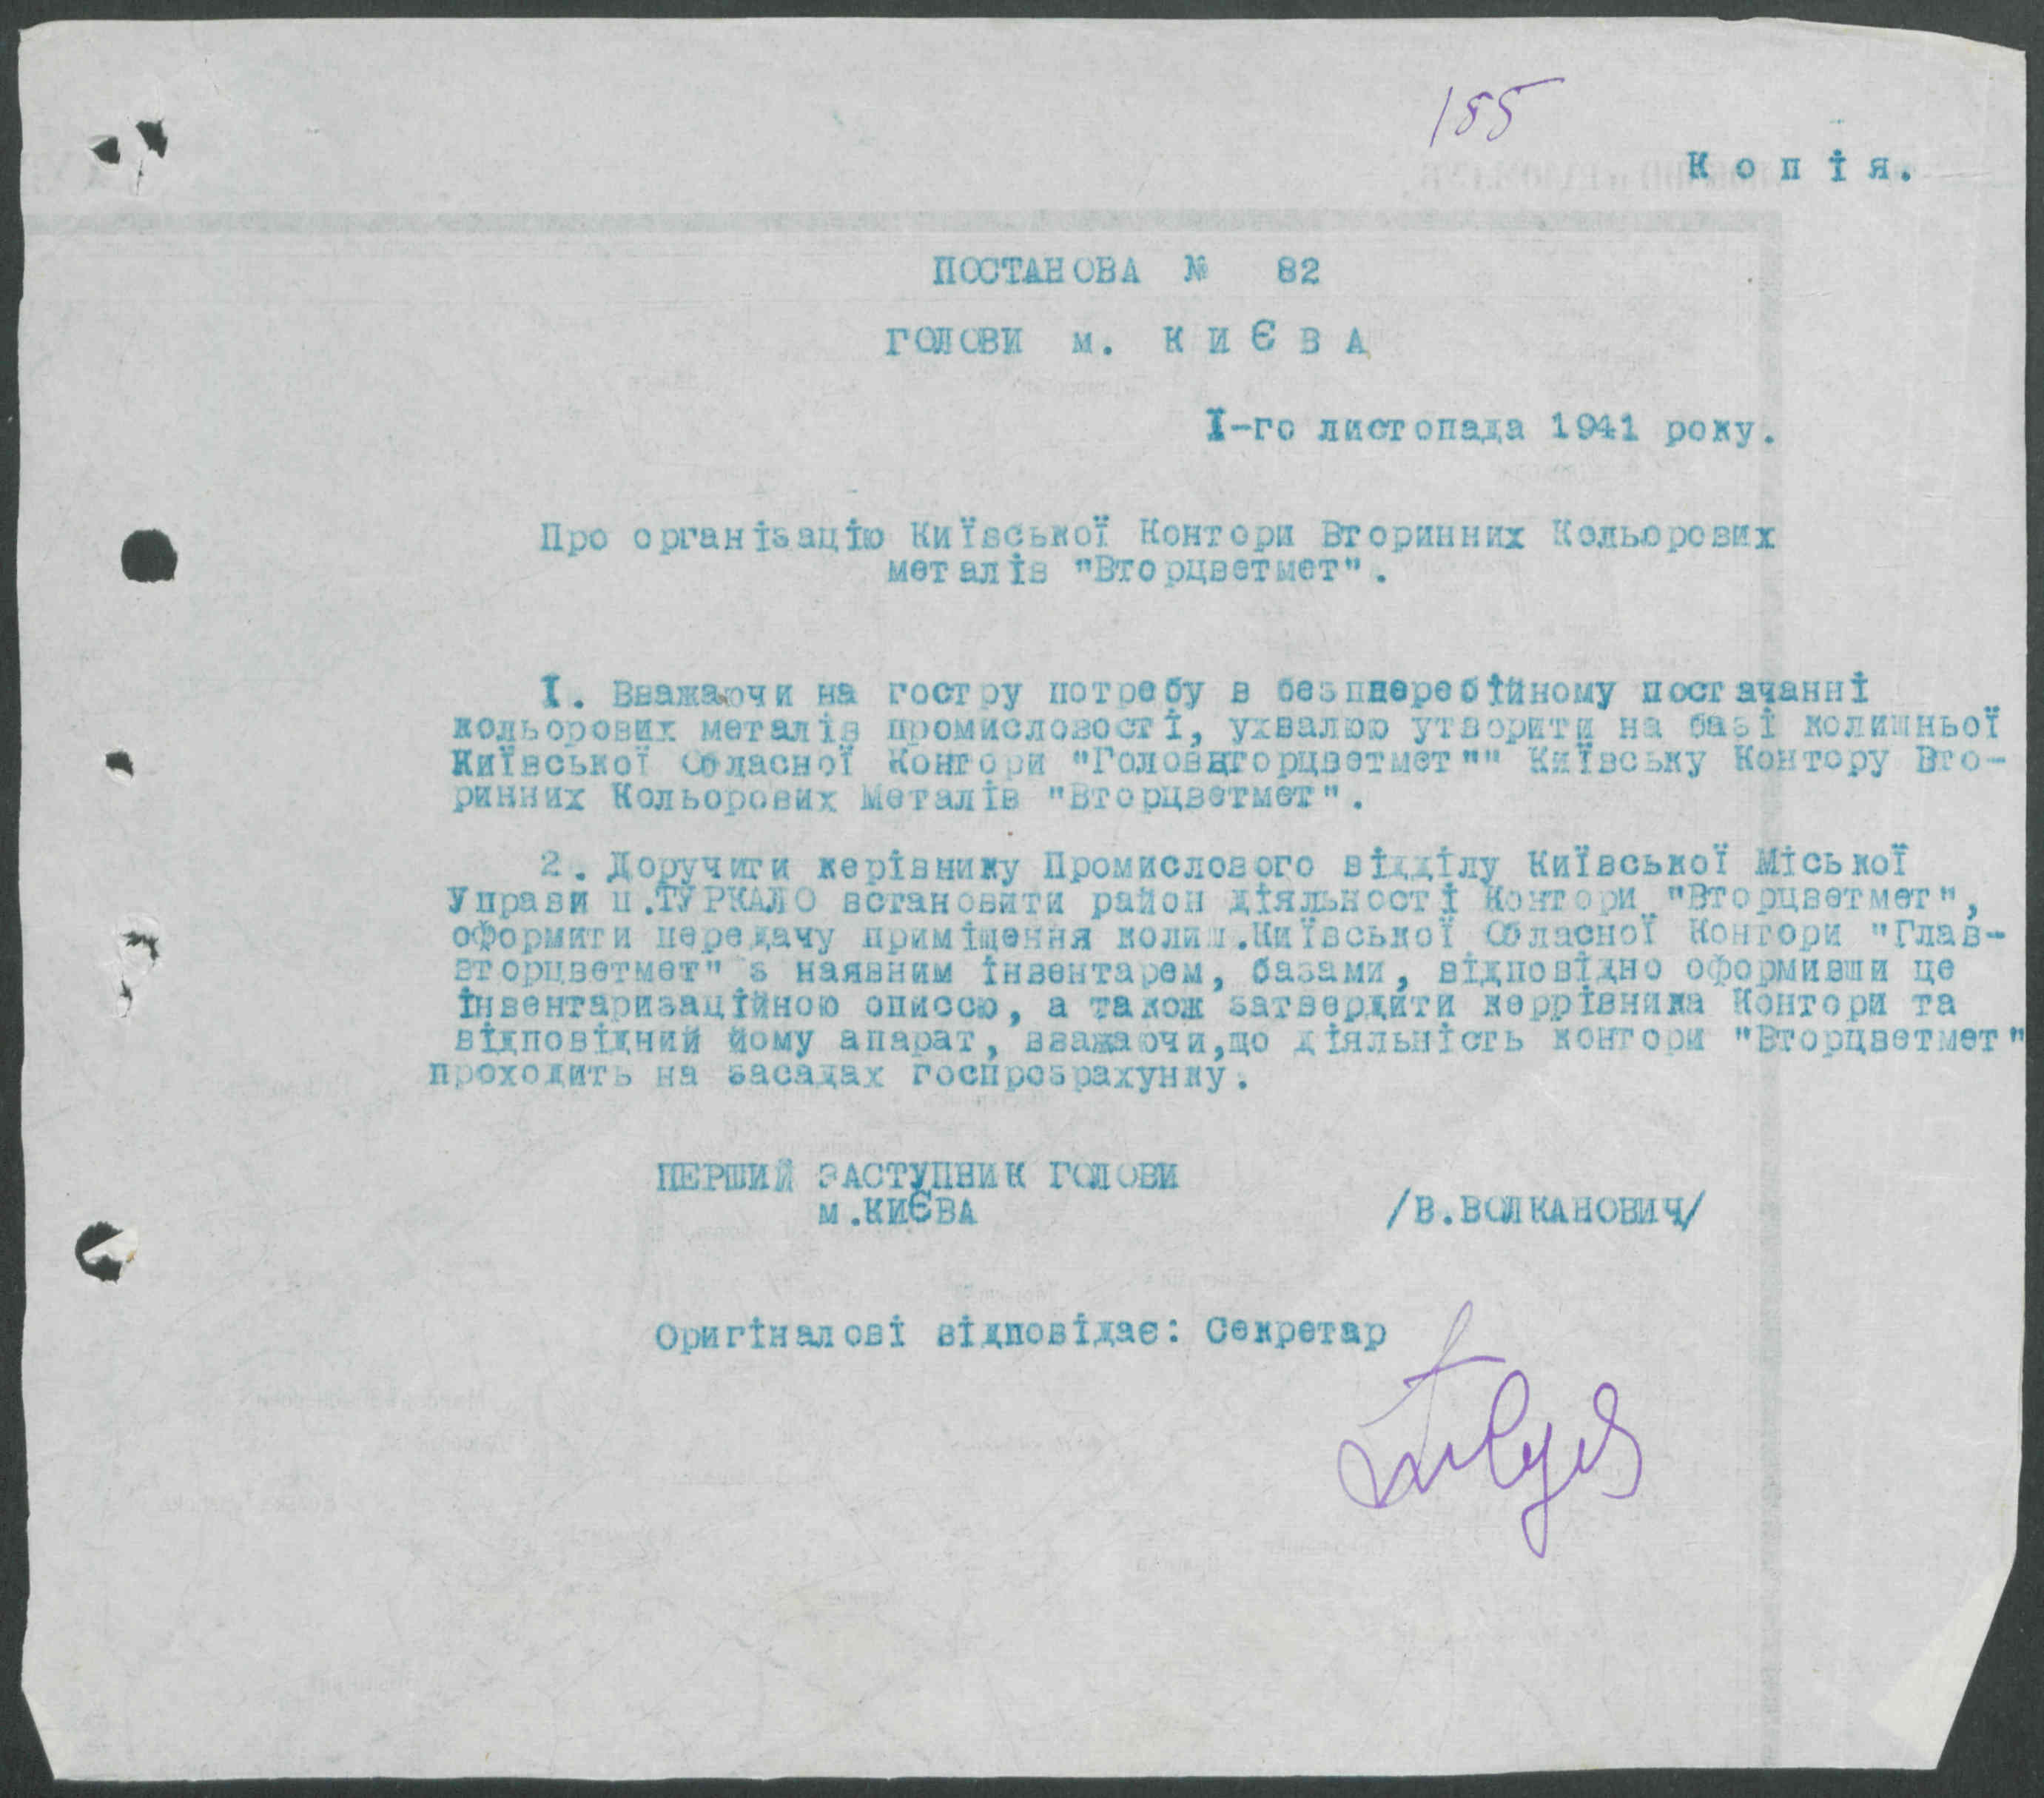 155
Копія.
ПОСТАНОВА № 82
ГОЛОВИ м. КИЄВА
І-го листопада 1941 року.
Про організацію Київської Контори Вторинних Кольорових
металів "Вторцветмет".
І. Вважаючи на гостру потребу в безпперебійному постачанні
кольорових металів промисловості, ухвалюю утворити на базі колишньої
Київської Обласної Контори "Головвторцветмет"" Київську Контору Вто-
ринних Кольорових Металів "Вторцветмет".
2. Доручити керівнику Промислового відділу Київської Міської
Управи п.ТУРКАЛО встановити район діяльності Контори "Вторцветмет",
оформити передачу приміщення колиш.Київської Обласної Контори "Глав-
вторцветмет" з наявним інвентарем, базами, відповідно оформивши це
інвентаризаційною описсю, а також затвердити керрівника Контори та
відповідний йому апарат, вважаючи,що діяльність контори "Вторцветмет"
проходить на засадах госпрозрахунку.
ПЕРШИЙ ЗАСТУПНИК ГОЛОВИ
м.КИЄВА /В.ВОЛКАНОВИЧ/
Оригіналові відповідає: Секретар